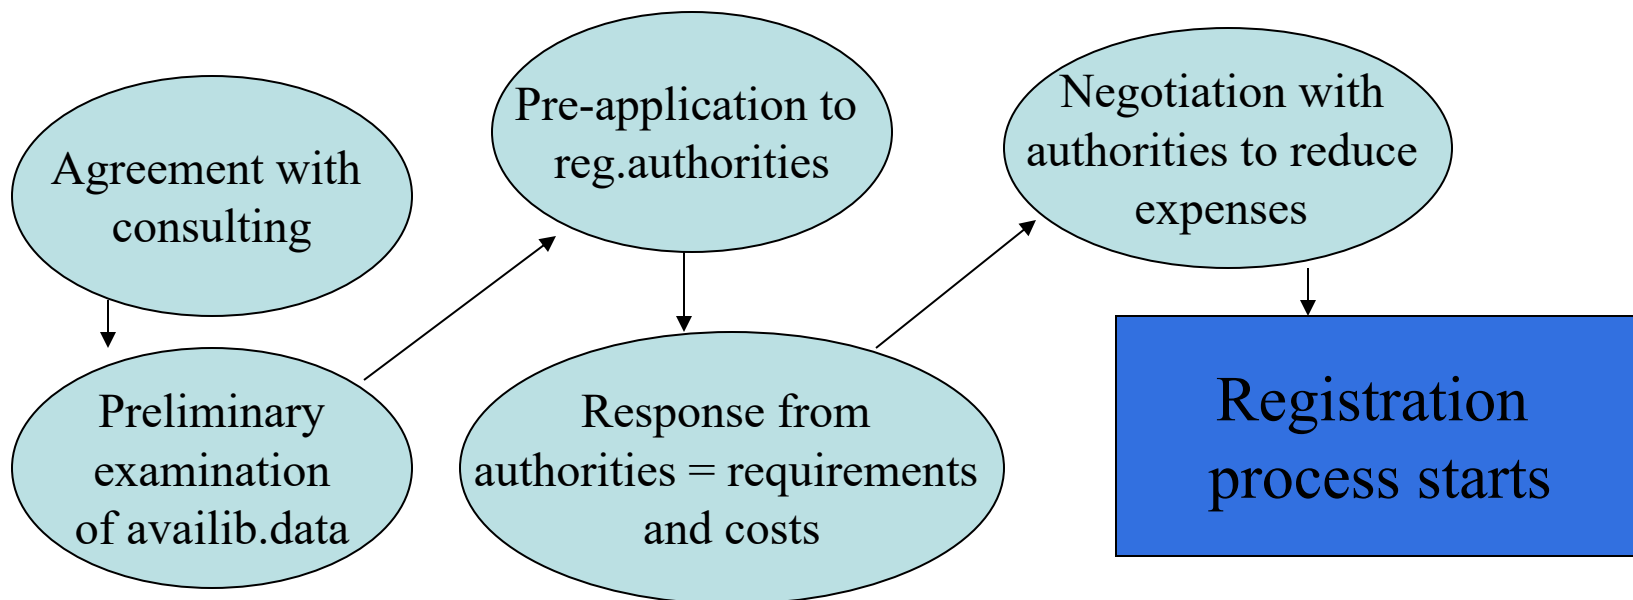 Agreement with
consulting
Preliminary
examination
of availib.data
Pre-application to
reg.authorities
Response from
authorities = requirements
and costs
Negotiation with
authorities to reduce
expenses
Registration
process starts